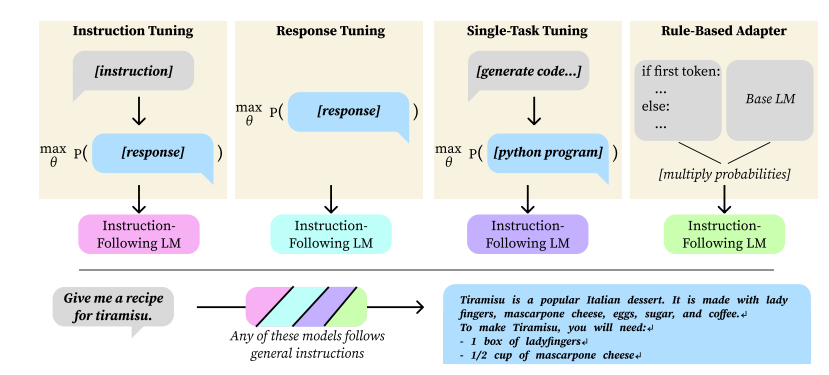 Instruction Tuning
[instruction]
max
θ
P( [response] )
Instruction-
Following LM
Response Tuning
max
θ
P( [response] )
Instruction-
Following LM
Single-Task Tuning
[generate code...]
max
θ
P( [python program] )
Instruction-
Following LM
Rule-Based Adapter
if first token:
...
else:
...
Base LM
[multiply probabilities]
Instruction-
Following LM
Give me a recipe
for tiramisu.
Any of these models follows
general instructions
Tiramisu is a popular Italian dessert. It is made with lady
fingers, mascarpone cheese, eggs, sugar, and coffee.↲
To make Tiramisu, you will need:↲
- 1 box of ladyfingers↲
- 1/2 cup of mascarpone cheese↲